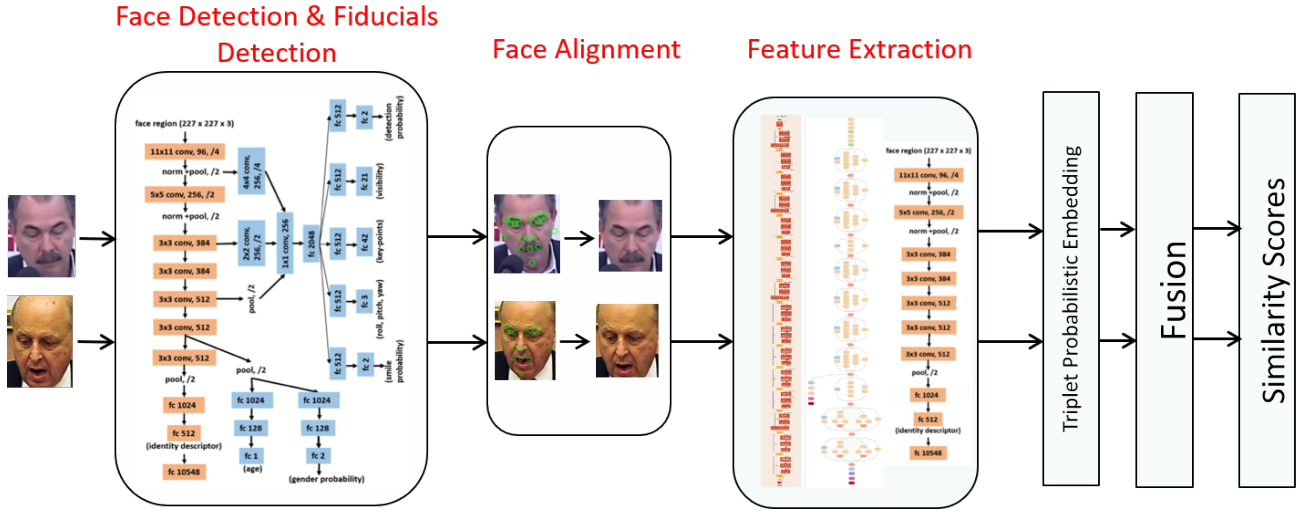 Face Detection & Fiducials
Detection
Face Alignment
Feature Extraction
face region (227 x 227 x 3)
11x11 conv, 96, /4
norm +pool, /2
5x5 conv, 256, /2
norm +pool, /2
3x3 conv, 384
3x3 conv, 384
3x3 conv, 512
3x3 conv, 512
3x3 conv, 512
pool, /2
fc 1024
fc 512
(identity descriptor)
fc 10548
4x4 conv,
256, /4
2x2 conv,
256, /2
pool, /2
1x1 conv, 256
fc 2048
fc 512
fc 2
(detection
probability)
fc 512
fc 21
(visibility)
fc 512
fc 42
(key-points)
fc 512
fc 3
(roll, pitch, yaw)
fc 512
fc 2
(smile
probability)
pool, /2
fc 1024
fc 128
fc 1
(age)
fc 1024
fc 128
fc 2
(gender probability)
face region (227 x 227 x 3)
11x11 conv, 96, /4
norm +pool, /2
5x5 conv, 256, /2
norm +pool, /2
3x3 conv, 384
3x3 conv, 384
3x3 conv, 512
3x3 conv, 512
3x3 conv, 512
pool, /2
fc 1024
fc 512
(identity descriptor)
fc 10548
Triplet Probabilistic Embedding
Fusion
Similarity Scores